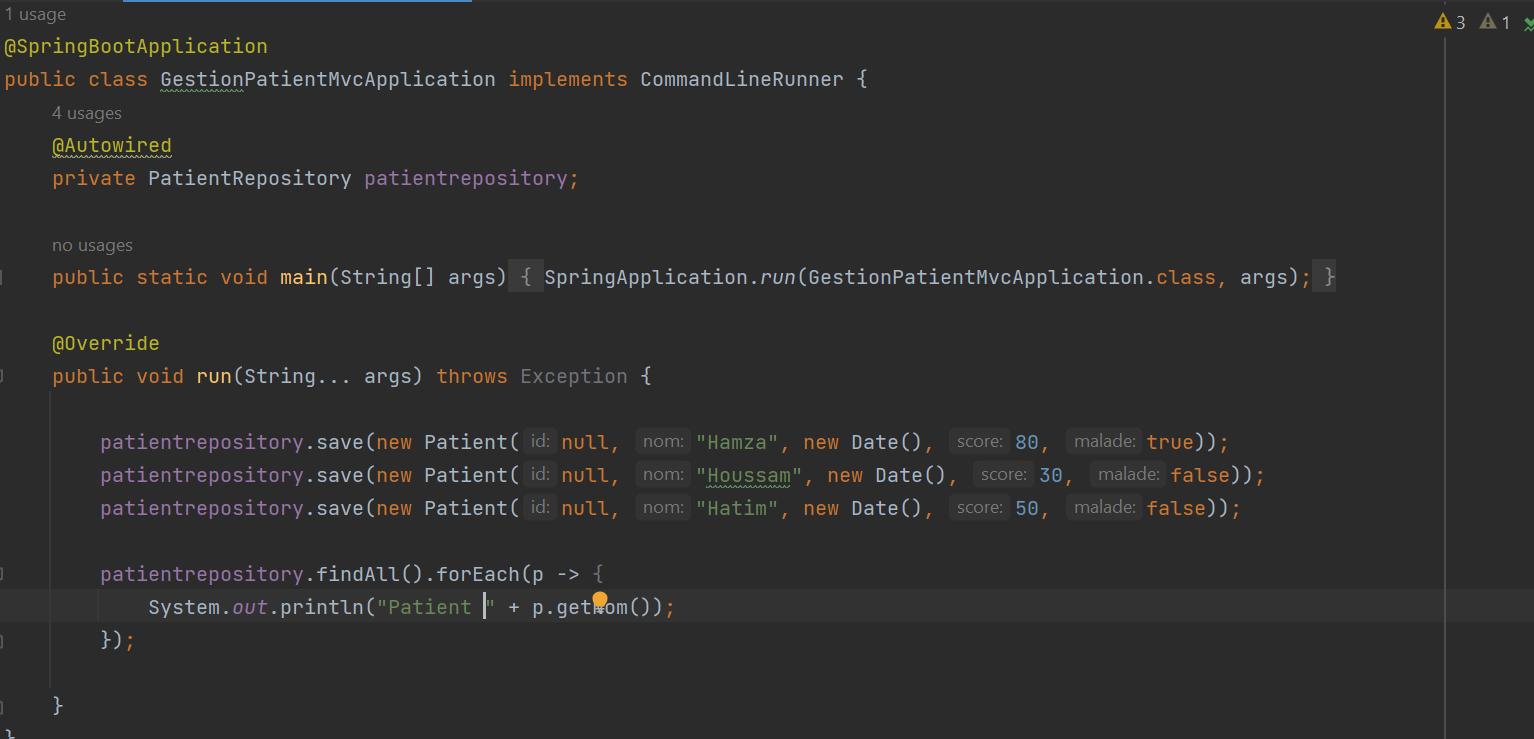 1 usage
3 1
@SpringBootApplication
public class GestionPatientMvcApplication implements CommandLineRunner {
4 usages
@Autowired
private PatientRepository patientrepository;
no usages
public static void main(String[] args) { SpringApplication.run(GestionPatientMvcApplication.class, args); }
@Override
public void run(String... args) throws Exception {
patientrepository.save(new Patient( id: null, nom: "Hamza", new Date(), score: 80, malade: true));
patientrepository.save(new Patient( id: null, nom: "Houssam", new Date(), score: 30, malade: false));
patientrepository.save(new Patient( id: null, nom: "Hatim", new Date(), score: 50, malade: false));
patientrepository.findAll().forEach(p -> {
System.out.println("Patient " + p.getNom());
});
}
}